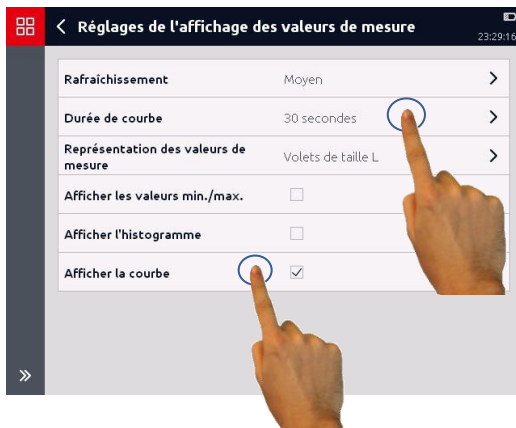 Réglages de l'affichage des valeurs de mesure
23:29:16
Rafraîchissement Moyen
Durée de courbe 30 secondes
Représentation des valeurs de
mesure Volets de taille L
Afficher les valeurs min./max.
Afficher l'histogramme
Afficher la courbe